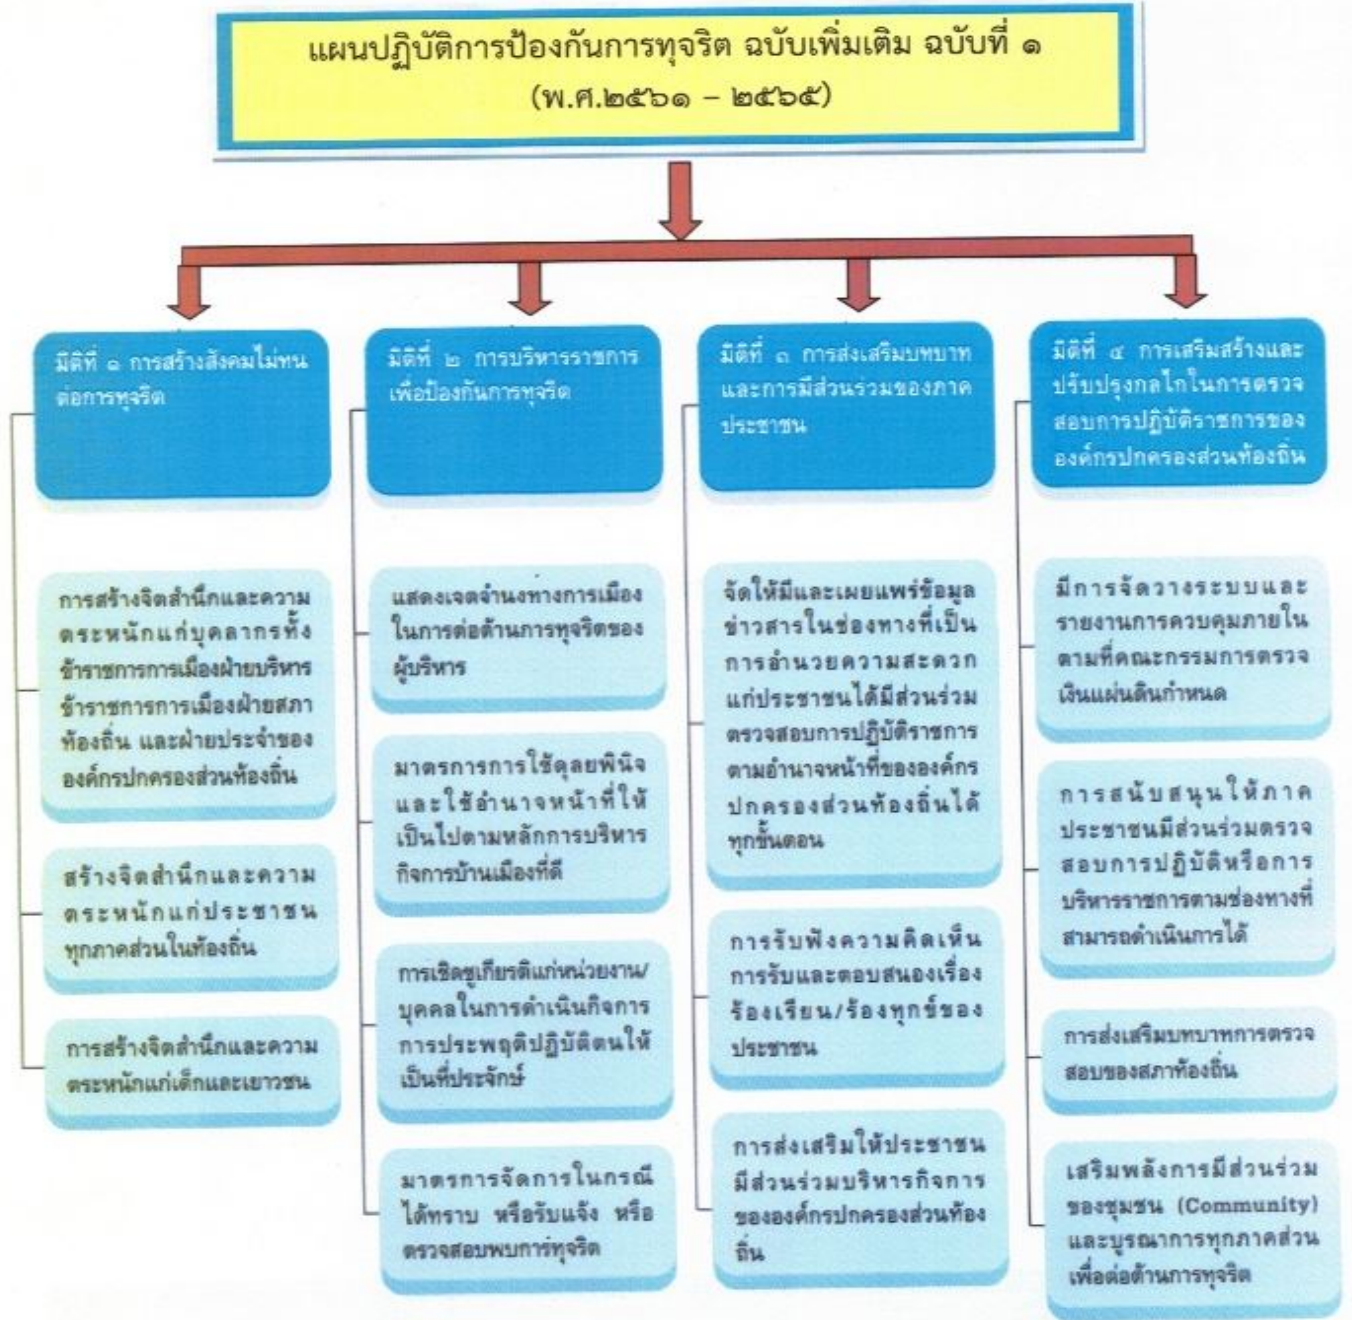 แผนปฏิบัติการป้องกันการทุจริต ฉบับเพิ่มเติม ฉบับที่ ๑
(พ.ศ.๒๕๖๑ – ๒๕๖๕)
มิติที่ ๑ การสร้างสังคมไม่ทน
ต่อการทุจริต
การสร้างจิตสำนึกและความ
ตระหนักแก่บุคลากรทั้ง
ข้าราชการการเมืองฝ่ายบริหาร
ข้าราชการการเมืองฝ่ายสภา
ท้องถิ่น และฝ่ายประจำของ
องค์กรปกครองส่วนท้องถิ่น
สร้างจิตสำนึกและความ
ตระหนักแก่ประชาชน
ทุกภาคส่วนในท้องถิ่น
การสร้างจิตสำนึกและความ
ตระหนักแก่เด็กและเยาวชน
มิติที่ ๒ การบริหารราชการ
เพื่อป้องกันการทุจริต
แสดงเจตจำนงทางการเมือง
ในการต่อต้านการทุจริตของ
ผู้บริหาร
มาตรการการใช้ดุลยพินิจ
และใช้อำนาจหน้าที่ให้
เป็นไปตามหลักการบริหาร
กิจการบ้านเมืองที่ดี
การเชิดชูเกียรติแก่หน่วยงาน/
บุคคลในการดำเนินกิจการ
การประพฤติปฏิบัติตนให้
เป็นที่ประจักษ์
มาตรการจัดการในกรณี
ได้ทราบ หรือรับแจ้ง หรือ
ตรวจสอบพบการทุจริต
มิติที่ ๓ การส่งเสริมบทบาท
และการมีส่วนร่วมของภาค
ประชาชน
จัดให้มีและเผยแพร่ข้อมูล
ข่าวสารในช่องทางที่เป็น
การอำนวยความสะดวก
แก่ประชาชนได้มีส่วนร่วม
ตรวจสอบการปฏิบัติราชการ
ตามอำนาจหน้าที่ขององค์กร
ปกครองส่วนท้องถิ่นได้
ทุกขั้นตอน
การรับฟังความคิดเห็น
การรับและตอบสนองเรื่อง
ร้องเรียน/ร้องทุกข์ของ
ประชาชน
การส่งเสริมให้ประชาชน
มีส่วนร่วมบริหารกิจการ
ขององค์กรปกครองส่วนท้อง
ถิ่น
มิติที่ ๔ การเสริมสร้างและ
ปรับปรุงกลไกในการตรวจ
สอบการปฏิบัติราชการของ
องค์กรปกครองส่วนท้องถิ่น
มีการจัดวางระบบและ
รายงานการควบคุมภายใน
ตามที่คณะกรรมการตรวจ
เงินแผ่นดินกำหนด
การสนับสนุนให้ภาค
ประชาชนมีส่วนร่วมตรวจ
สอบการปฏิบัติหรือการ
บริหารราชการตามช่องทางที่
สามารถดำเนินการได้
การส่งเสริมบทบาทการตรวจ
สอบของสภาท้องถิ่น
เสริมพลังการมีส่วนร่วม
ของชุมชน (Community)
และบูรณาการทุกภาคส่วน
เพื่อต่อต้านการทุจริต